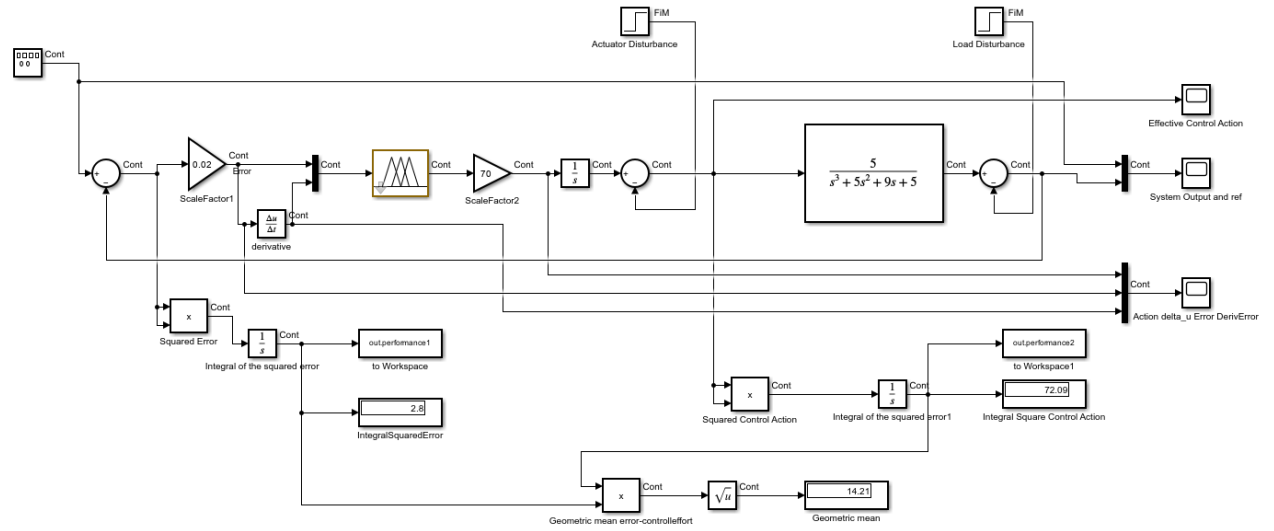 FiM
Actuator Disturbance
FiM
Load Disturbance
Cont
Effective Control Action
Cont
0.02
Cont
Error
ScaleFactor1
Cont
Cont
70
Cont
ScaleFactor2
1
s
Cont
Cont
5
s³ + 5s² + 9s + 5
Cont
Cont
Cont
System Output and ref
Δu
Δt
Cont
derivative
Cont
Action delta_u Error DerivError
x
Cont
Squared Error
1
s
Cont
Integral of the squared error
out.performance1
to Workspace
2.8
IntegralSquaredError
x
Cont
Squared Control Action
1
s
Cont
Integral of the squared error1
out.performance2
to Workspace1
72.09
Integral Square Control Action
x
Cont
Geometric mean error-controlleffort
√u
Cont
14.21
Geometric mean